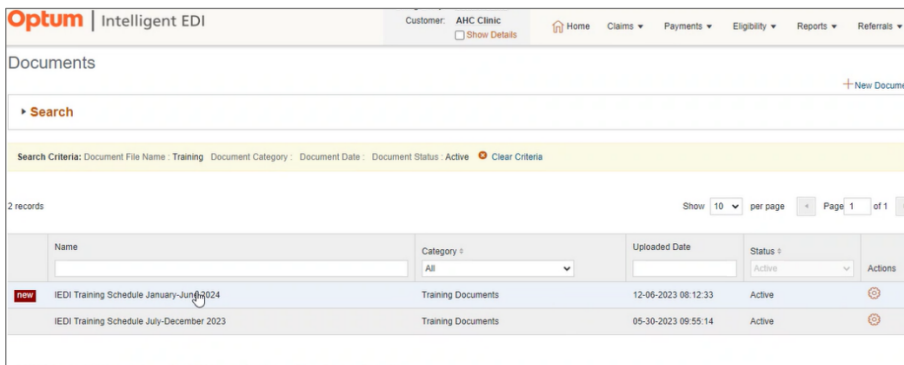 Optum | Intelligent EDI
Customer: AHC Clinic
Show Details
Home Claims Payments Eligibility Reports Referrals
Documents
New Docume
Search
Search Criteria: Document File Name : Training Document Category : Document Date : Document Status : Active Clear Criteria
2 records
Show 10 per page Page 1 of 1
Name Category Uploaded Date Status Actions
All Active
new IEDI Training Schedule January-June 2024 Training Documents 12-06-2023 08:12:33 Active
IEDI Training Schedule July-December 2023 Training Documents 05-30-2023 09:55:14 Active